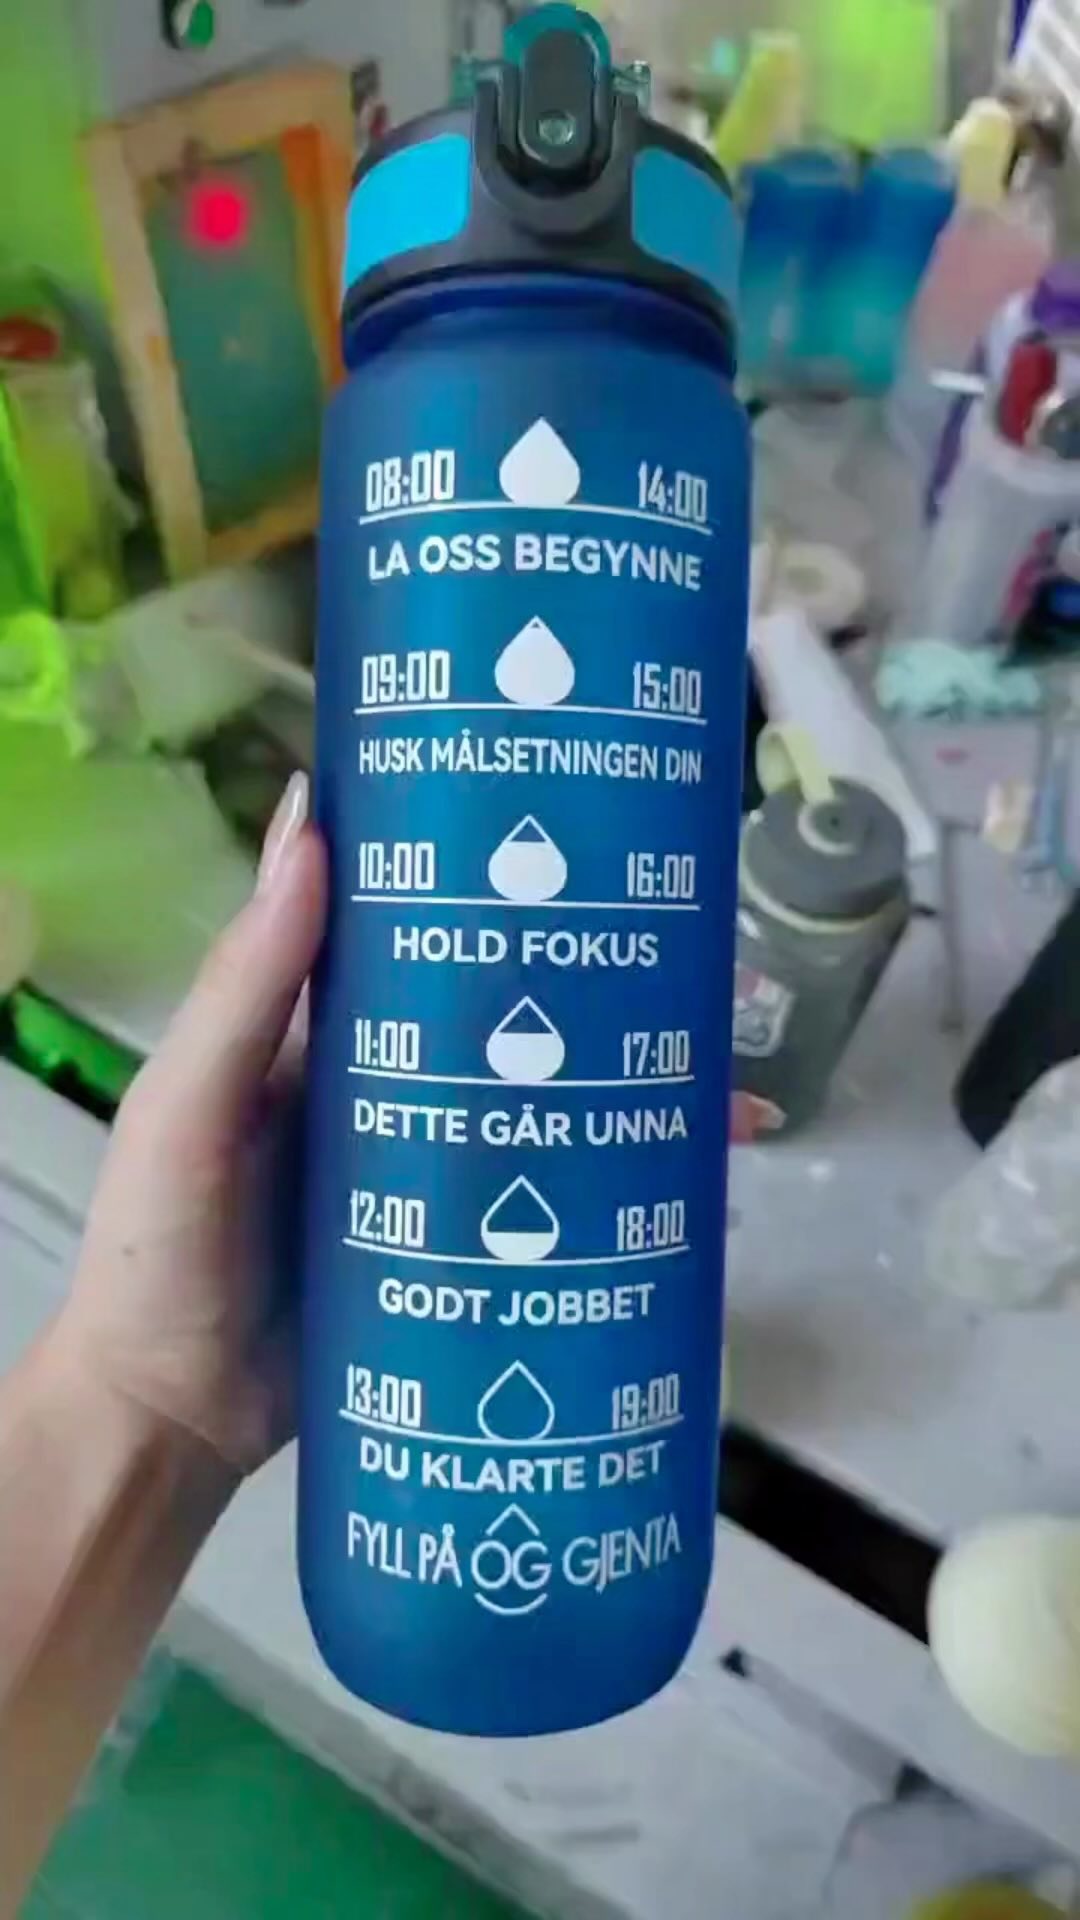 08:00 14:00
LA OSS BEGYNNE
09:00 15:00
HUSK MÅLSETNINGEN DIN
10:00 16:00
HOLD FOKUS
11:00 17:00
DETTE GÅR UNNA
12:00 18:00
GODT JOBBET
13:00 19:00
DU KLARTE DET
FYLL PÅ OG GJENTA